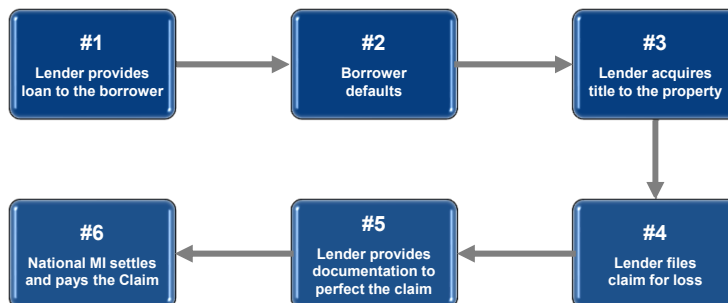 #1
Lender provides
loan to the borrower
#2
Borrower
defaults
#3
Lender acquires
title to the property
#4
Lender files
claim for loss
#5
Lender provides
documentation to
perfect the claim
#6
National MI settles
and pays the Claim